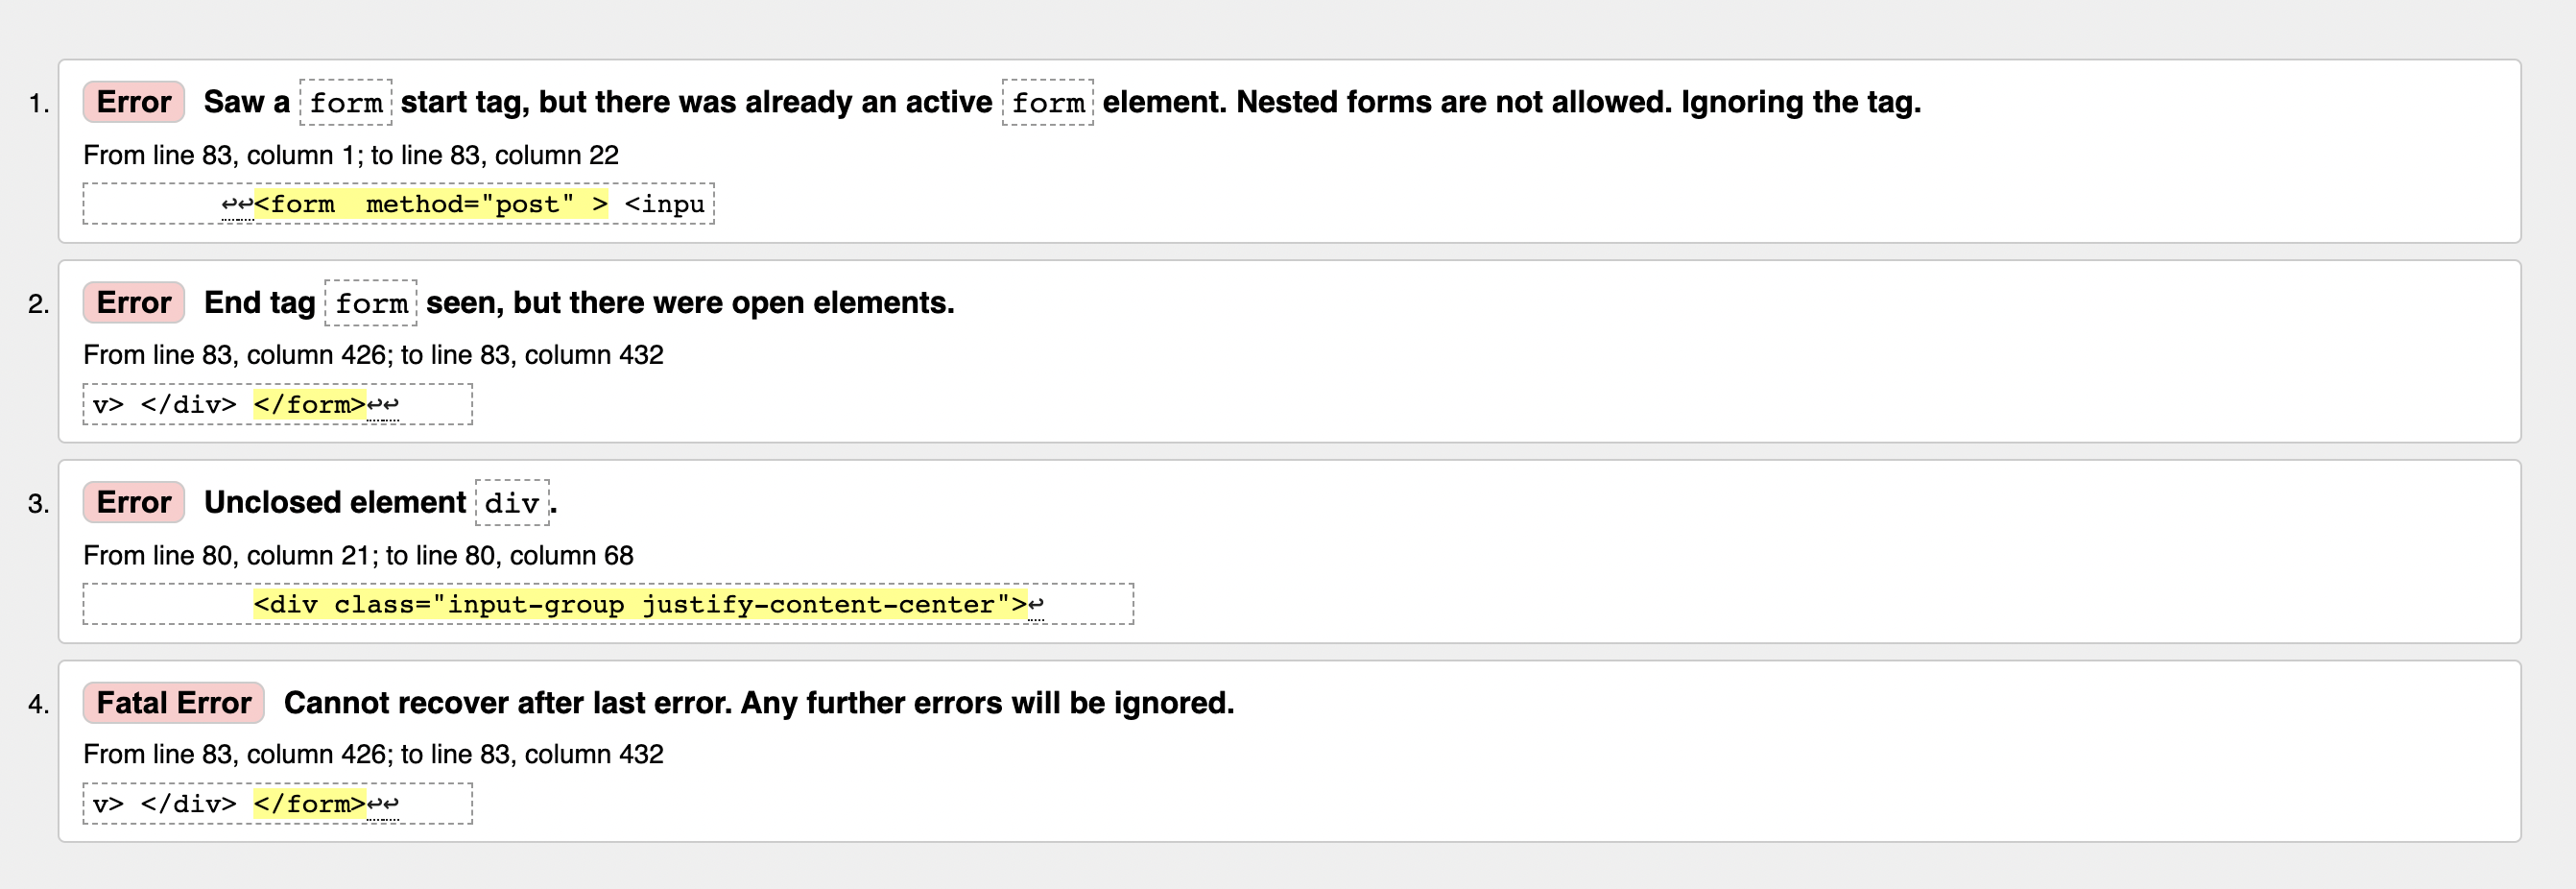 1. Error Saw a form start tag, but there was already an active form element. Nested forms are not allowed. Ignoring the tag.
From line 83, column 1; to line 83, column 22
↩↩<form  method="post" > <inpu
2. Error End tag form seen, but there were open elements.
From line 83, column 426; to line 83, column 432
v> </div> </form>↩↩
3. Error Unclosed element div.
From line 80, column 21; to line 80, column 68
<div class="input-group justify-content-center">↩
4. Fatal Error Cannot recover after last error. Any further errors will be ignored.
From line 83, column 426; to line 83, column 432
v> </div> </form>↩↩